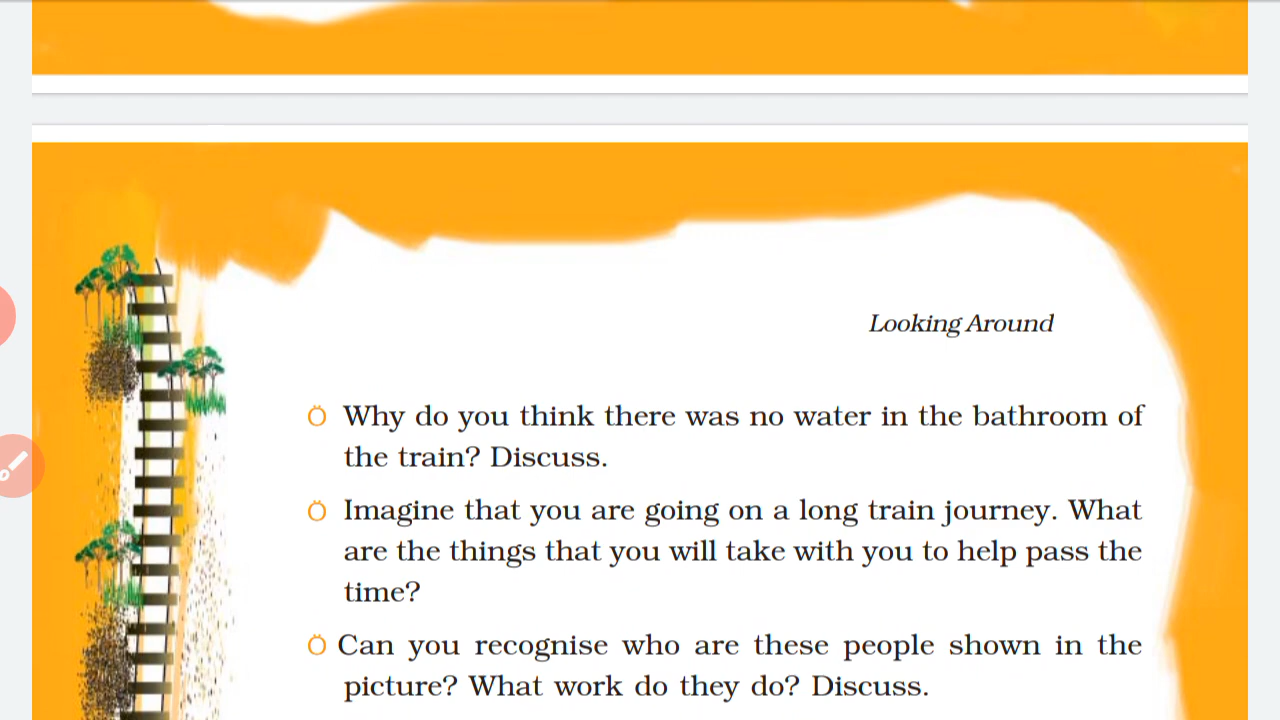 Looking Around
Ö Why do you think there was no water in the bathroom of
the train? Discuss.
Ö Imagine that you are going on a long train journey. What
are the things that you will take with you to help pass the
time?
Ö Can you recognise who are these people shown in the
picture? What work do they do? Discuss.